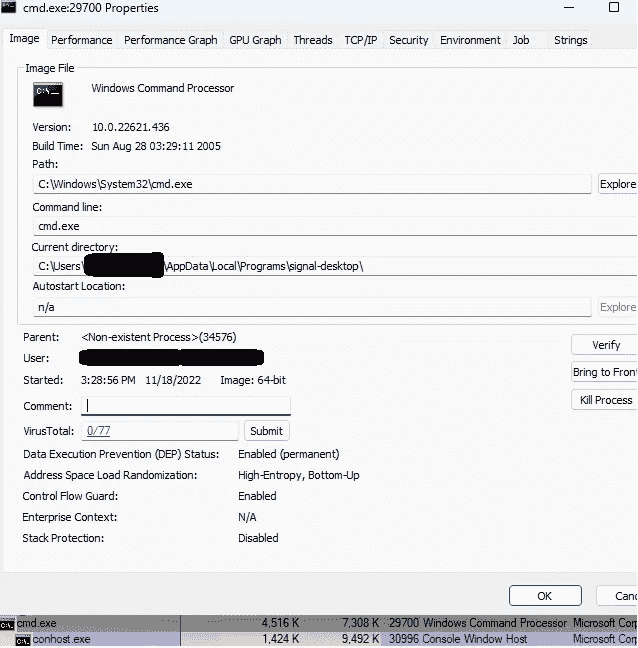 cmd.exe:29700 Properties
Image Performance Performance Graph GPU Graph Threads TCP/IP Security Environment Job Strings
Image File
Windows Command Processor
Version: 10.0.22621.436
Build Time: Sun Aug 28 03:29:11 2005
Path:
C:\Windows\System32\cmd.exe Explore
Command line:
cmd.exe
Current directory:
C:\Users\ \AppData\Local\Programs\signal-desktop\
Autostart Location:
n/a Explore
Parent: <Non-existent Process>(34576)
User: Verify
Started: 3:28:56 PM 11/18/2022 Image: 64-bit Bring to Front
Comment: Kill Process
VirusTotal: 0/77 Submit
Data Execution Prevention (DEP) Status: Enabled (permanent)
Address Space Load Randomization: High-Entropy, Bottom-Up
Control Flow Guard: Enabled
Enterprise Context: N/A
Stack Protection: Disabled
OK Canc
cmd.exe 4,516 K 7,308 K 29700 Windows Command Processor Microsoft Corp
conhost.exe 1,424 K 9,492 K 30996 Console Window Host Microsoft Corp